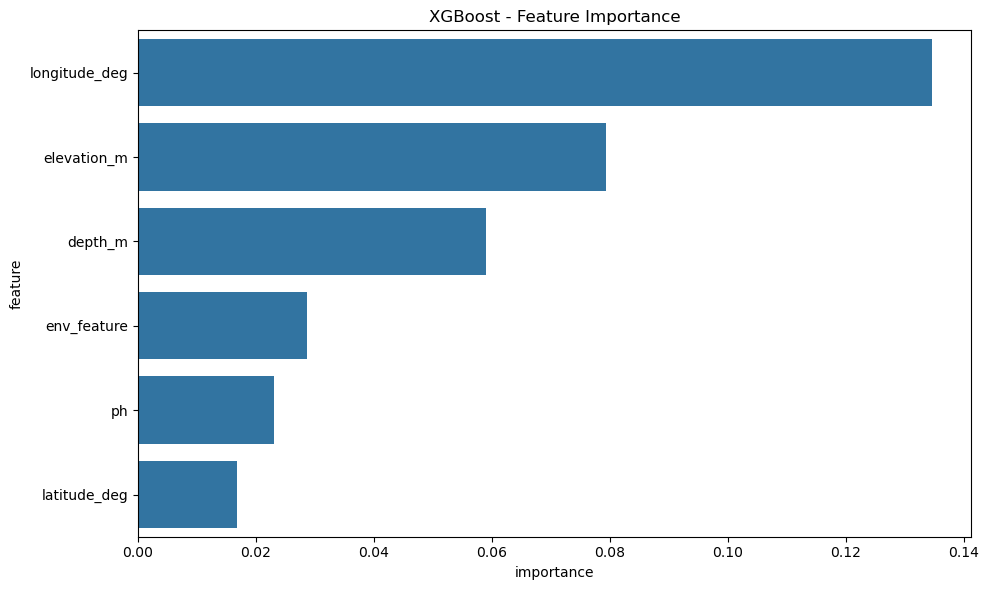 XGBoost - Feature Importance
feature
longitude_deg
elevation_m
depth_m
env_feature
ph
latitude_deg
0.00 0.02 0.04 0.06 0.08 0.10 0.12 0.14
importance